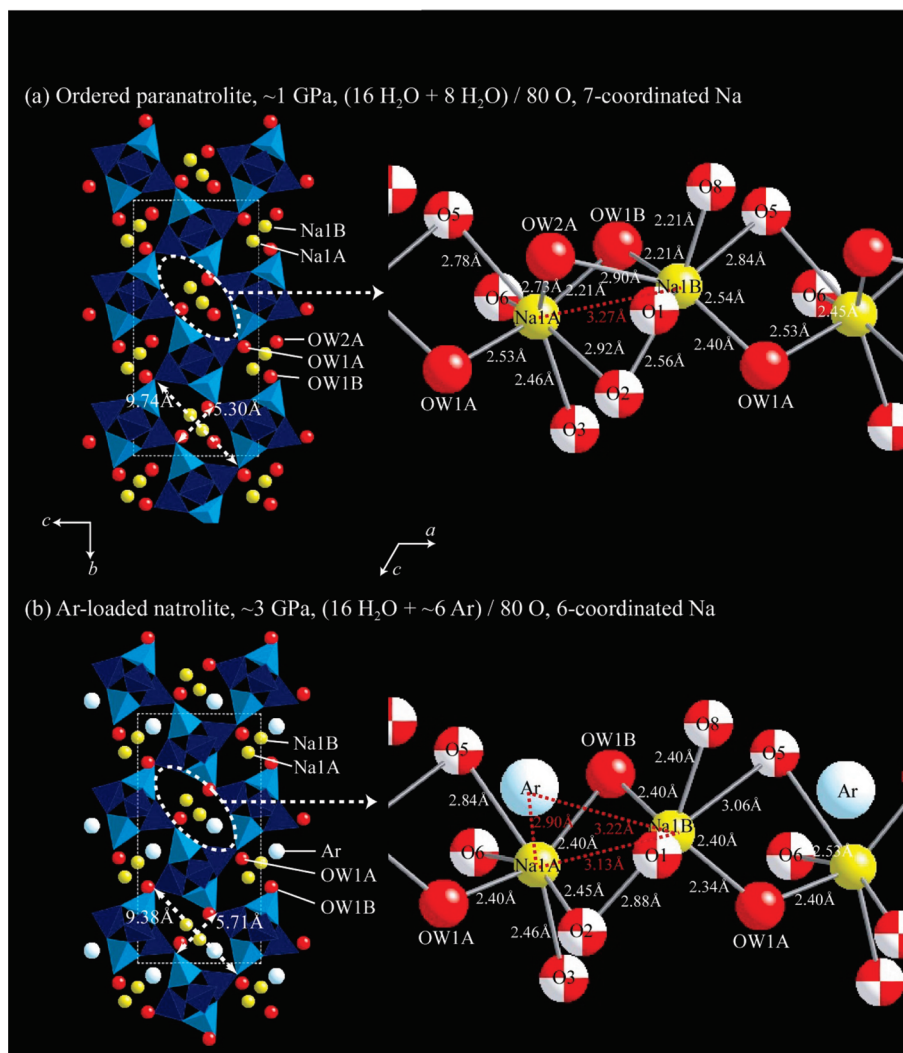 (a) Ordered paranatrolite, ~1 GPa, (16 H₂O + 8 H₂O) / 80 O, 7-coordinated Na
Na1B
Na1A
OW2A
OW1A
OW1B
9.74Å
5.30Å
c
b
O8
OW1B
O5
OW2A
O5
2.21Å
2.21Å
2.84Å
2.78Å
2.90Å
Na1B
O6
2.73Å
2.21Å
2.54Å
O6
2.45Å
Na1A
3.27Å
O1
2.53Å
2.92Å
2.56Å
2.40Å
2.53Å
2.46Å
OW1A
O2
OW1A
O3
a
c
(b) Ar-loaded natrolite, ~3 GPa, (16 H₂O + ~6 Ar) / 80 O, 6-coordinated Na
Na1B
Na1A
Ar
OW1A
OW1B
9.38Å
5.71Å
O8
OW1B
O5
O5
2.40Å
Ar
2.40Å
3.06Å
Ar
2.84Å
2.90Å
3.22Å
Na1B
2.40Å
2.40Å
O6
O1
O6
2.53Å
Na1A
3.13Å
2.40Å
2.45Å
2.88Å
2.34Å
2.40Å
2.46Å
O2
OW1A
OW1A
O3